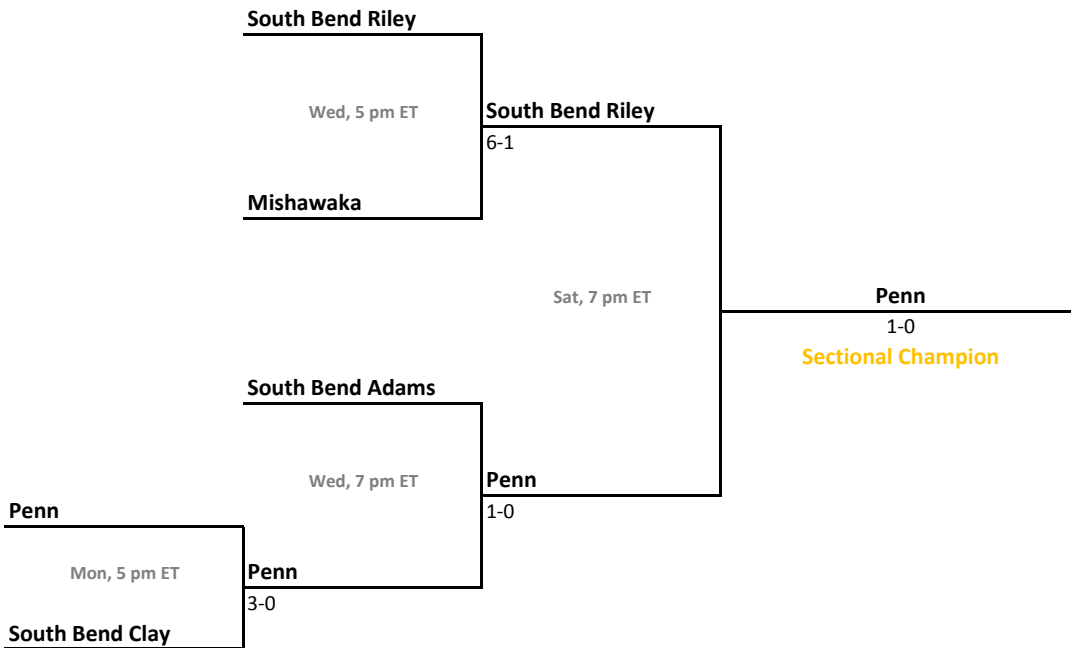 South Bend Riley
Wed, 5 pm ET
South Bend Riley
6-1
Mishawaka
Sat, 7 pm ET
Penn
1-0
Sectional Champion
South Bend Adams
Wed, 7 pm ET
Penn
1-0
Penn
Mon, 5 pm ET
Penn
3-0
South Bend Clay